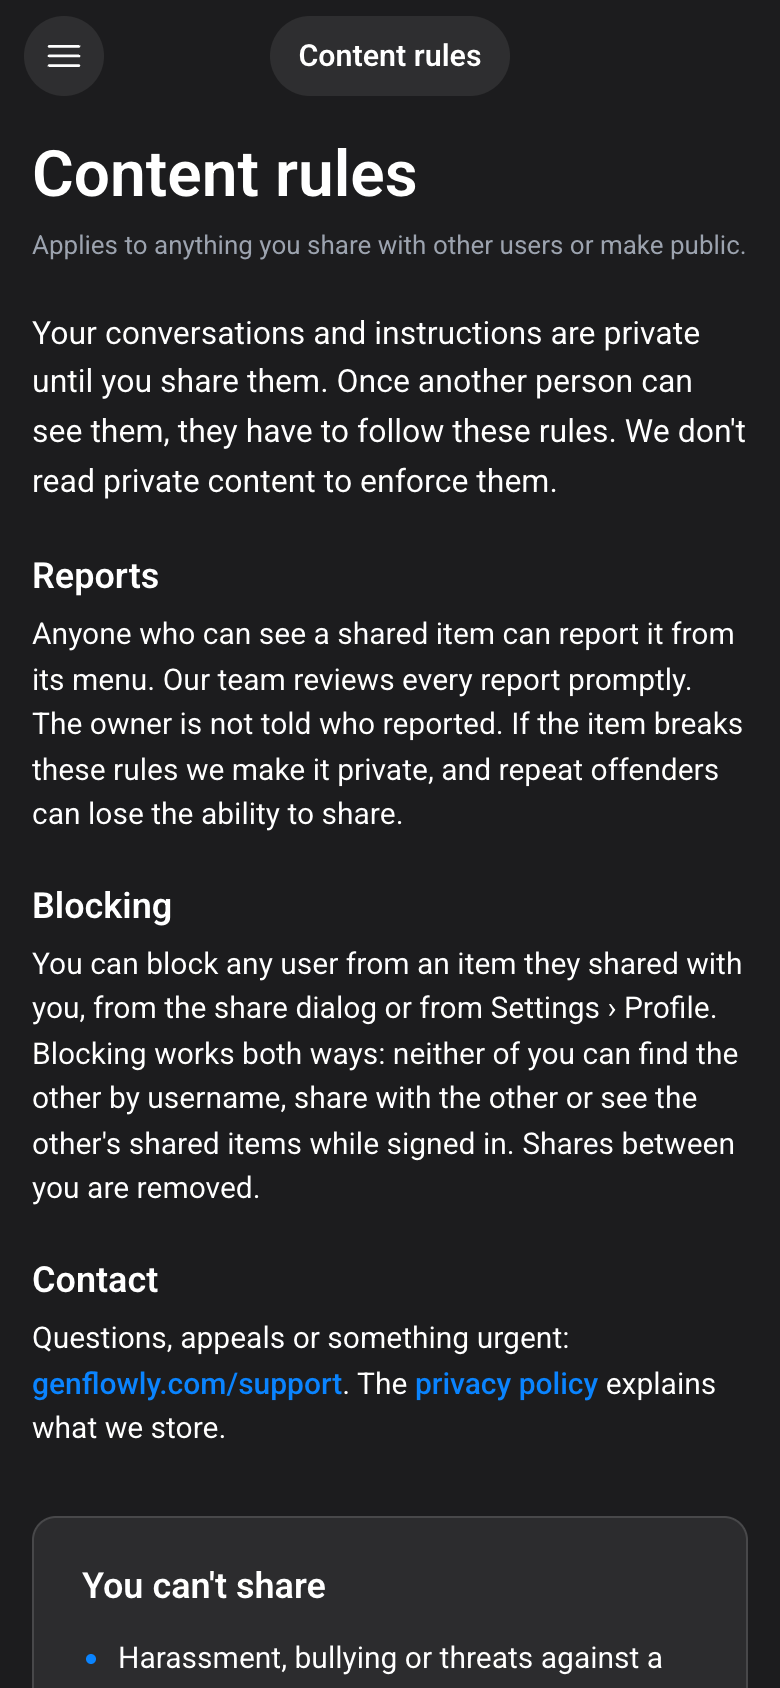 Content rules
Content rules
Applies to anything you share with other users or make public.
Your conversations and instructions are private
until you share them. Once another person can
see them, they have to follow these rules. We don't
read private content to enforce them.
Reports
Anyone who can see a shared item can report it from
its menu. Our team reviews every report promptly.
The owner is not told who reported. If the item breaks
these rules we make it private, and repeat offenders
can lose the ability to share.
Blocking
You can block any user from an item they shared with
you, from the share dialog or from Settings › Profile.
Blocking works both ways: neither of you can find the
other by username, share with the other or see the
other's shared items while signed in. Shares between
you are removed.
Contact
Questions, appeals or something urgent:
genflowly.com/support. The privacy policy explains
what we store.
You can't share
• Harassment, bullying or threats against a